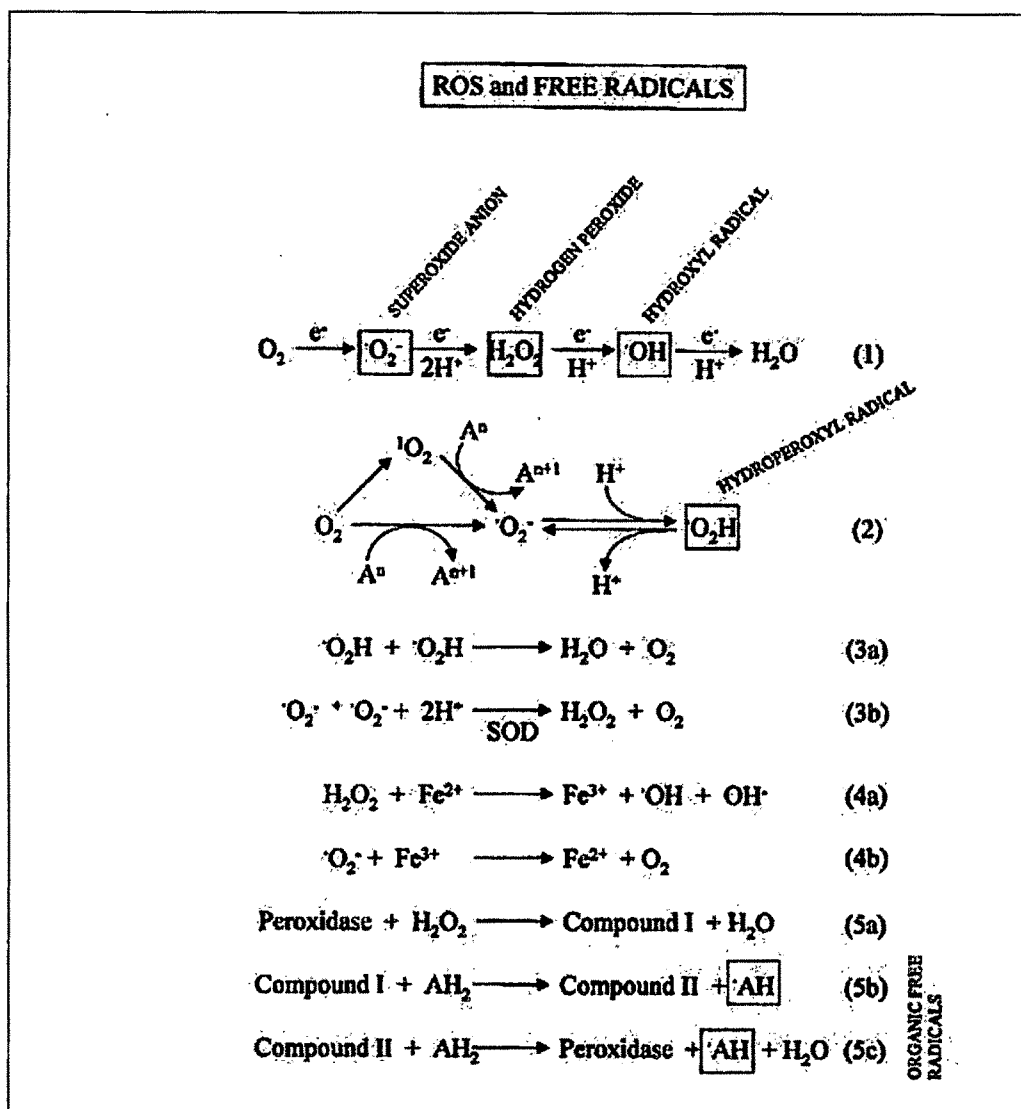 ROS and FREE RADICALS
SUPEROXIDE ANION
HYDROGEN PEROXIDE
HYDROXYL RADICAL
O₂ e⁻ → ·O₂⁻ e⁻ 2H⁺ → H₂O₂ e⁻ H⁺ → ·OH e⁻ H⁺ → H₂O (1)
HYDROPEROXYL RADICAL
¹O₂ Aⁿ Aⁿ⁺¹ H⁺
O₂ ·O₂⁻ ·O₂H (2)
Aⁿ Aⁿ⁺¹ H⁺
·O₂H + ·O₂H → H₂O + O₂ (3a)
·O₂⁻ + ·O₂⁻ + 2H⁺ → H₂O₂ + O₂ (3b)
SOD
H₂O₂ + Fe²⁺ → Fe³⁺ + ·OH + OH⁻ (4a)
·O₂⁻ + Fe³⁺ → Fe²⁺ + O₂ (4b)
Peroxidase + H₂O₂ → Compound I + H₂O (5a)
Compound I + AH₂ → Compound II + ·AH (5b)
Compound II + AH₂ → Peroxidase + ·AH + H₂O (5c)
ORGANIC FREE
RADICALS